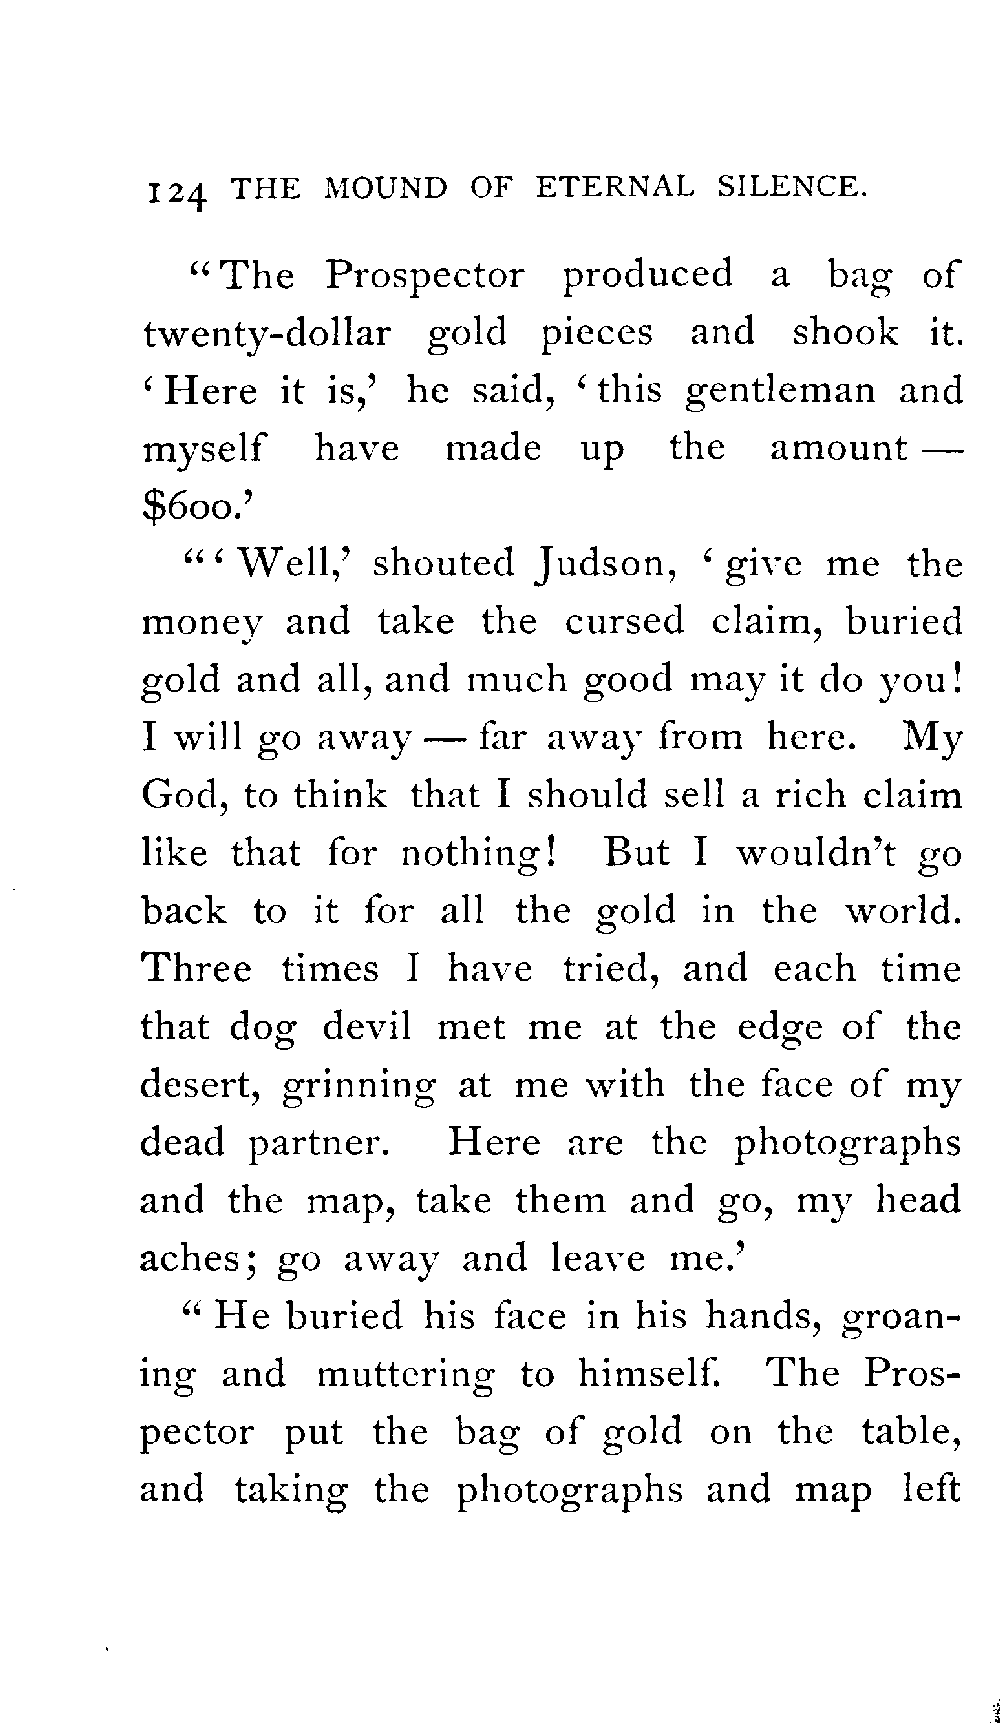 124 THE MOUND OF ETERNAL SILENCE.
“ The Prospector produced a bag of
twenty-dollar gold pieces and shook it.
‘ Here it is,’ he said, ‘ this gentleman and
myself have made up the amount —
$600.’
“ ‘ Well,’ shouted Judson, ‘ give me the
money and take the cursed claim, buried
gold and all, and much good may it do you!
I will go away — far away from here. My
God, to think that I should sell a rich claim
like that for nothing! But I wouldn’t go
back to it for all the gold in the world.
Three times I have tried, and each time
that dog devil met me at the edge of the
desert, grinning at me with the face of my
dead partner. Here are the photographs
and the map, take them and go, my head
aches; go away and leave me.’
“ He buried his face in his hands, groan-
ing and muttering to himself. The Pros-
pector put the bag of gold on the table,
and taking the photographs and map left